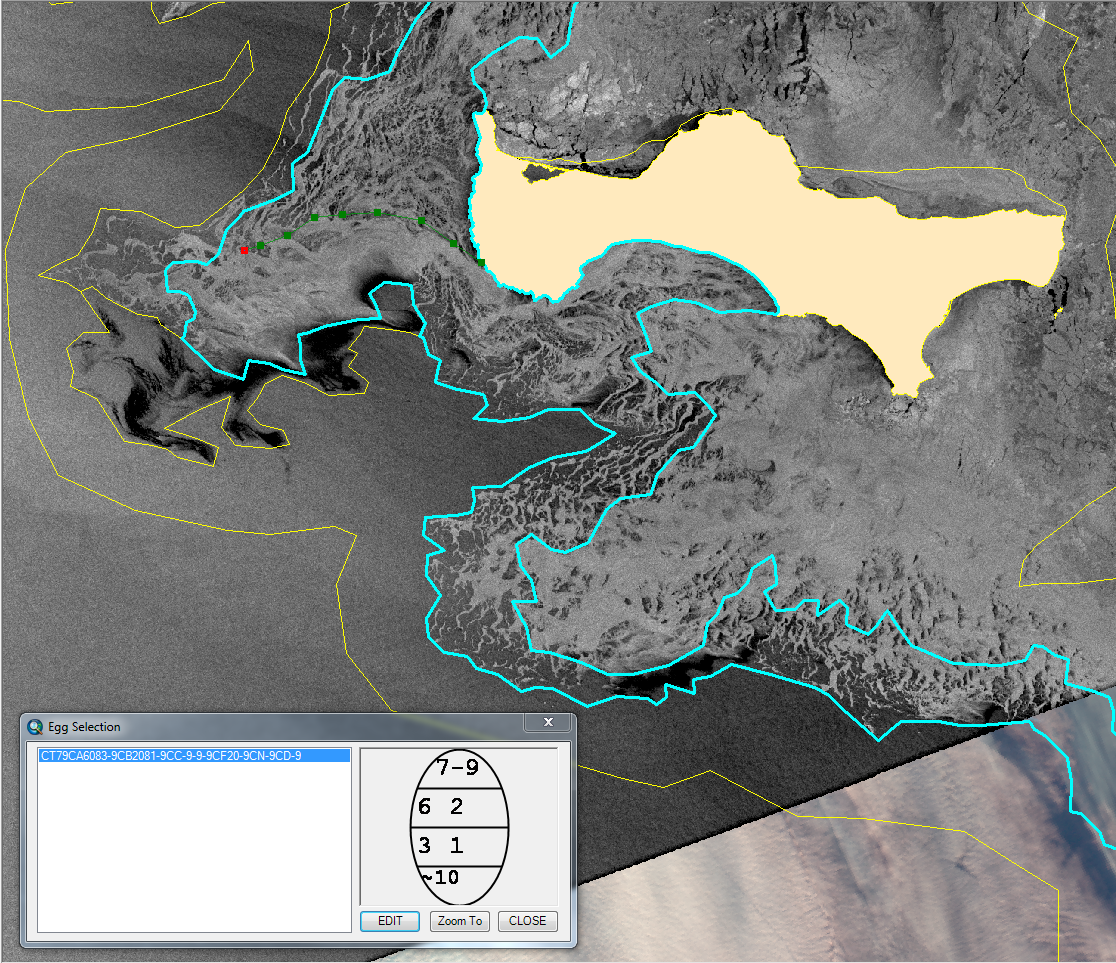 Egg Selection
CT79CA6083-9CB2081-9CC-9-9-9CF20-9CN-9CD-9
7-9
6 2
3 1
~10
EDIT Zoom To CLOSE